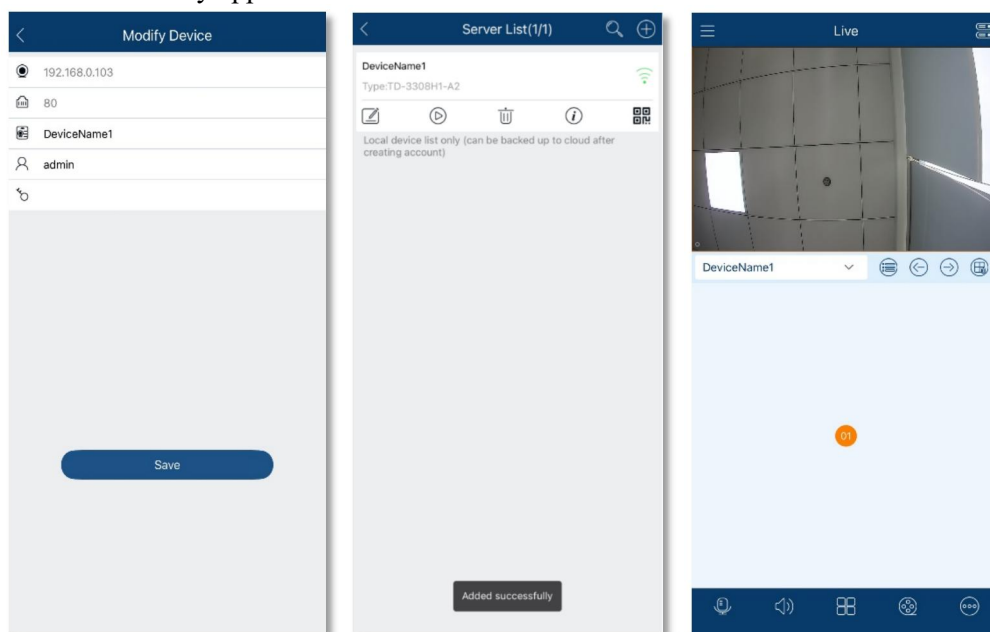 Modify Device
192.168.0.103
80
DeviceName1
admin
Save
Server List(1/1)
DeviceName1
Type:TD-3308H1-A2
Local device list only (can be backed up to cloud after
creating account)
Added successfully
Live
DeviceName1
01